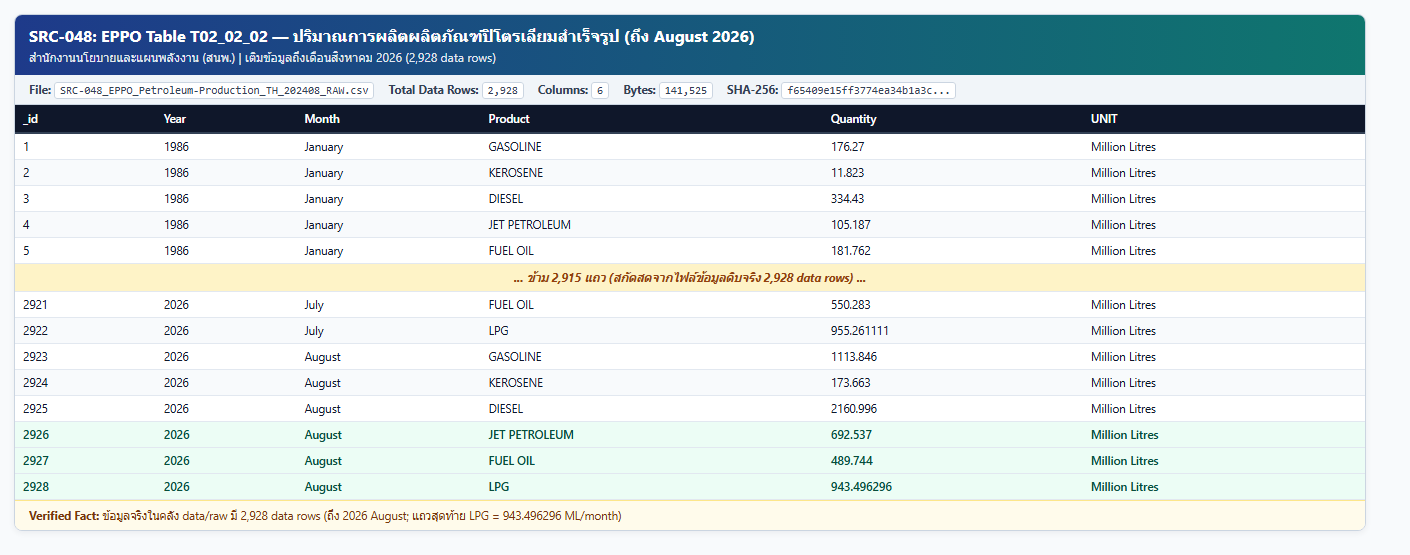 SRC-048: EPPO Table T02_02_02 — ปริมาณการผลิตผลิตภัณฑ์ปิโตรเลียมสำเร็จรูป (ถึง August 2026)
สำนักงานนโยบายและแผนพลังงาน (สนพ.) | เติมข้อมูลถึงเดือนสิงหาคม 2026 (2,928 data rows)
File: SRC-048_EPPO_Petroleum-Production_TH_202408_RAW.csv Total Data Rows: 2,928 Columns: 6 Bytes: 141,525 SHA-256: f65409e15ff3774ea34b1a3c...
_id Year Month Product Quantity UNIT
1 1986 January GASOLINE 176.27 Million Litres
2 1986 January KEROSENE 11.823 Million Litres
3 1986 January DIESEL 334.43 Million Litres
4 1986 January JET PETROLEUM 105.187 Million Litres
5 1986 January FUEL OIL 181.762 Million Litres
... ข้าม 2,915 แถว (สกัดสดจากไฟล์ข้อมูลดิบจริง 2,928 data rows) ...
2921 2026 July FUEL OIL 550.283 Million Litres
2922 2026 July LPG 955.261111 Million Litres
2923 2026 August GASOLINE 1113.846 Million Litres
2924 2026 August KEROSENE 173.663 Million Litres
2925 2026 August DIESEL 2160.996 Million Litres
2926 2026 August JET PETROLEUM 692.537 Million Litres
2927 2026 August FUEL OIL 489.744 Million Litres
2928 2026 August LPG 943.496296 Million Litres
Verified Fact: ข้อมูลจริงในคลัง data/raw มี 2,928 data rows (ถึง 2026 August; แถวสุดท้าย LPG = 943.496296 ML/month)